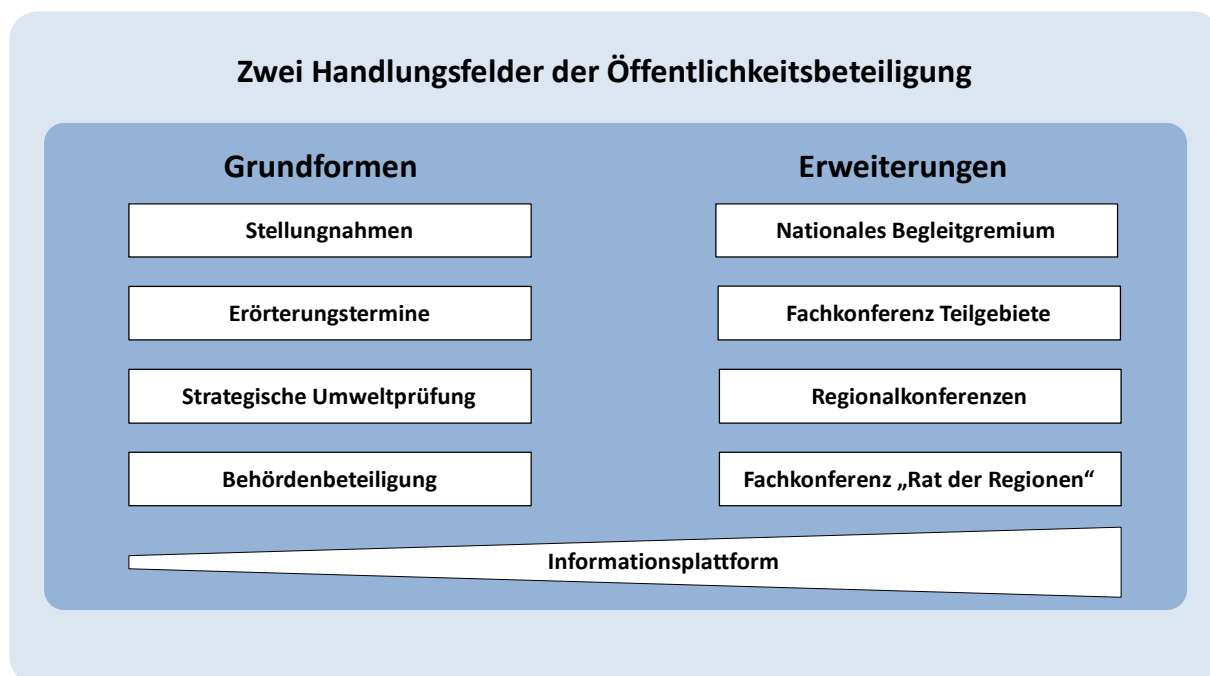 Zwei Handlungsfelder der Öffentlichkeitsbeteiligung
Grundformen
Stellungnahmen
Erörterungstermine
Strategische Umweltprüfung
Behördenbeteiligung
Erweiterungen
Nationales Begleitgremium
Fachkonferenz Teilgebiete
Regionalkonferenzen
Fachkonferenz „Rat der Regionen“
Informationsplattform